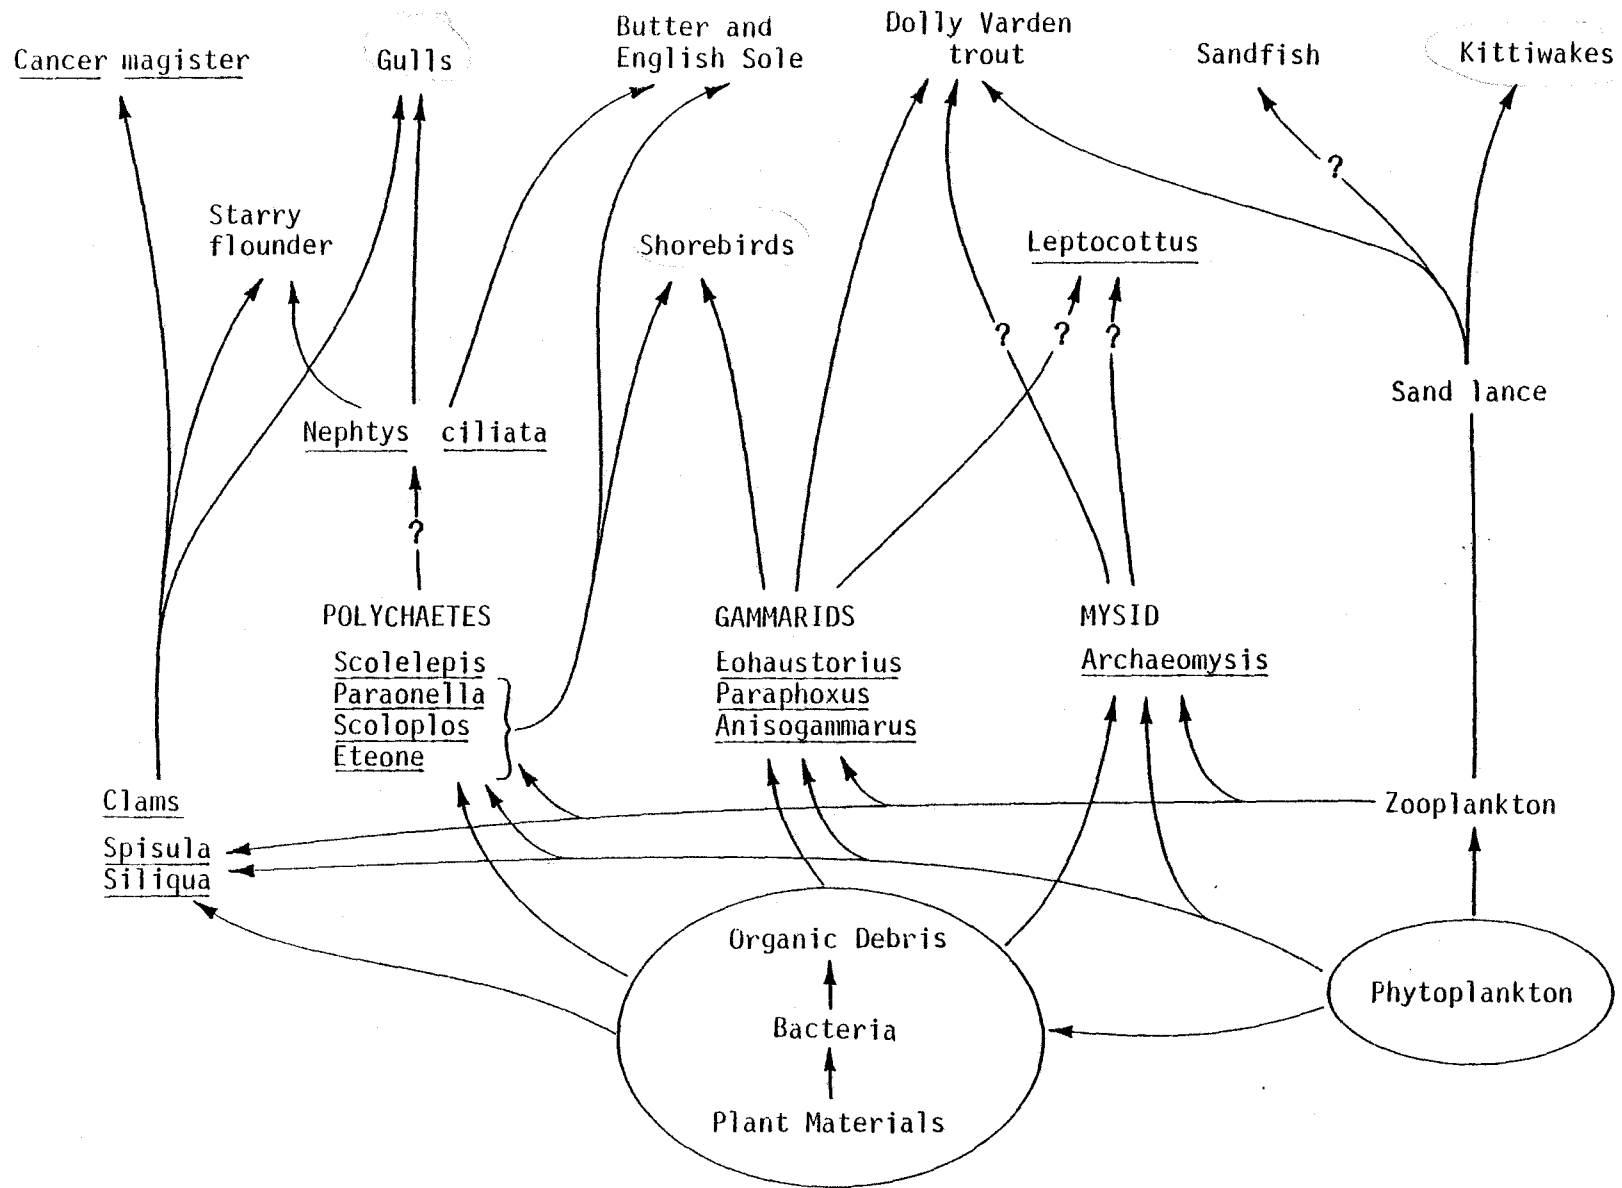 Cancer magister
Gulls
Butter and
English Sole
Dolly Varden
trout
Sandfish
Kittiwakes
?
Starry
flounder
Shorebirds
Leptocottus
?
?
?
Sand lance
Nephtys ciliata
?
POLYCHAETES
Scolelepis
Paraonella
Scoloplos
Eteone
GAMMARIDS
Eohaustorius
Paraphoxus
Anisogammarus
MYSID
Archaeomysis
Clams
Spisula
Siliqua
Zooplankton
Organic Debris
Bacteria
Plant Materials
Phytoplankton